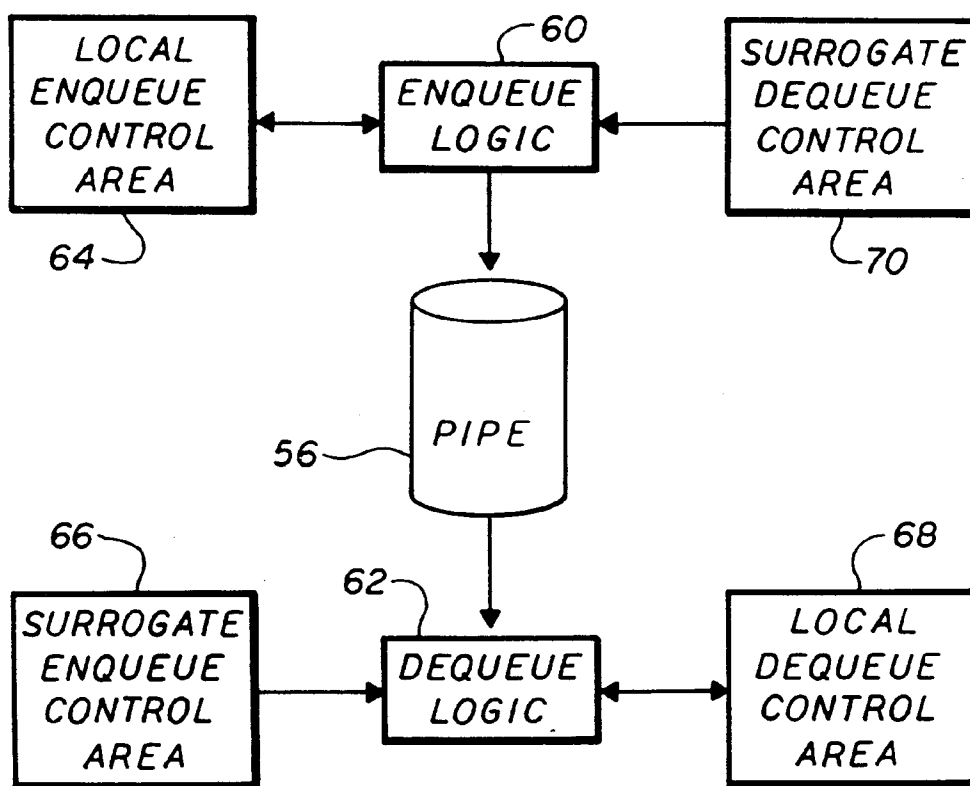 60
LOCAL
ENQUEUE
CONTROL
AREA
64
ENQUEUE
LOGIC
SURROGATE
DEQUEUE
CONTROL
AREA
70
PIPE
56
66
SURROGATE
ENQUEUE
CONTROL
AREA
62
DEQUEUE
LOGIC
68
LOCAL
DEQUEUE
CONTROL
AREA